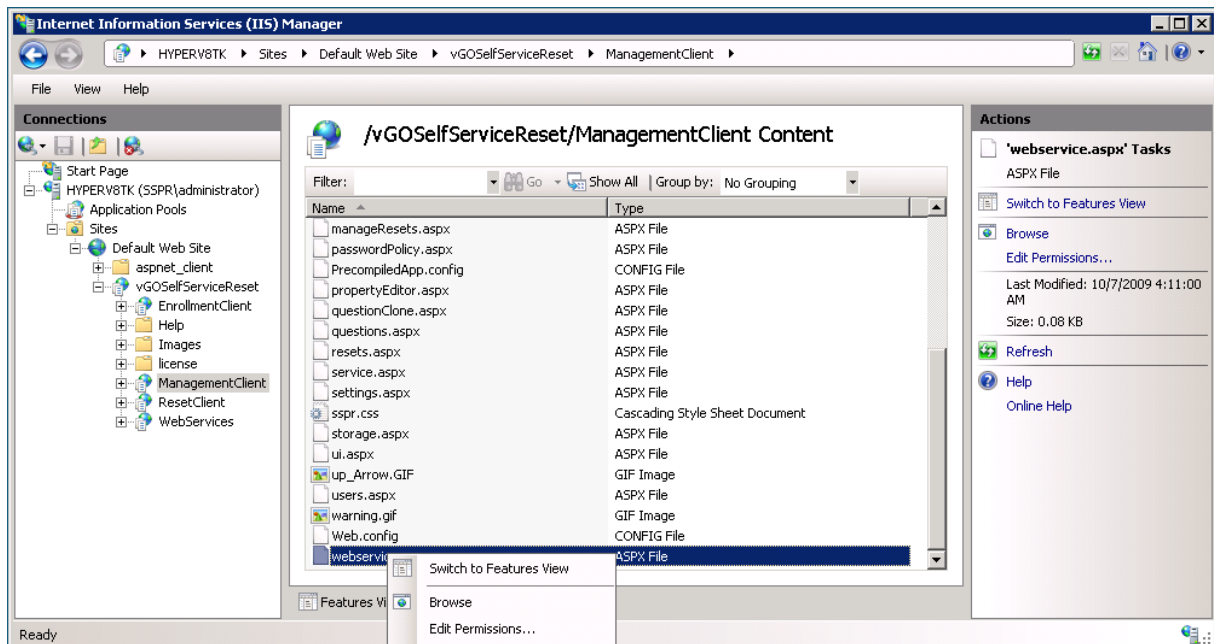 Internet Information Services (IIS) Manager
HYPERV8TK Sites Default Web Site vGOSelfServiceReset ManagementClient
File View Help
Connections
Start Page
HYPERV8TK (SSPR\administrator)
Application Pools
Sites
Default Web Site
aspnet_client
vGOSelfServiceReset
EnrollmentClient
Help
Images
license
ManagementClient
ResetClient
WebServices
/vGOSelfServiceReset/ManagementClient Content
Filter: Go Show All Group by: No Grouping
Name Type
manageResets.aspx ASPX File
passwordPolicy.aspx ASPX File
PrecompiledApp.config CONFIG File
propertyEditor.aspx ASPX File
questionClone.aspx ASPX File
questions.aspx ASPX File
resets.aspx ASPX File
service.aspx ASPX File
settings.aspx ASPX File
sspr.css Cascading Style Sheet Document
storage.aspx ASPX File
ui.aspx ASPX File
up_Arrow.GIF GIF Image
users.aspx ASPX File
warning.gif GIF Image
Web.config CONFIG File
webservic ASPX File
Switch to Features View
Features Vi Browse
Edit Permissions...
Actions
'webservice.aspx' Tasks
ASPX File
Switch to Features View
Browse
Edit Permissions...
Last Modified: 10/7/2009 4:11:00
AM
Size: 0.08 KB
Refresh
Help
Online Help
Ready